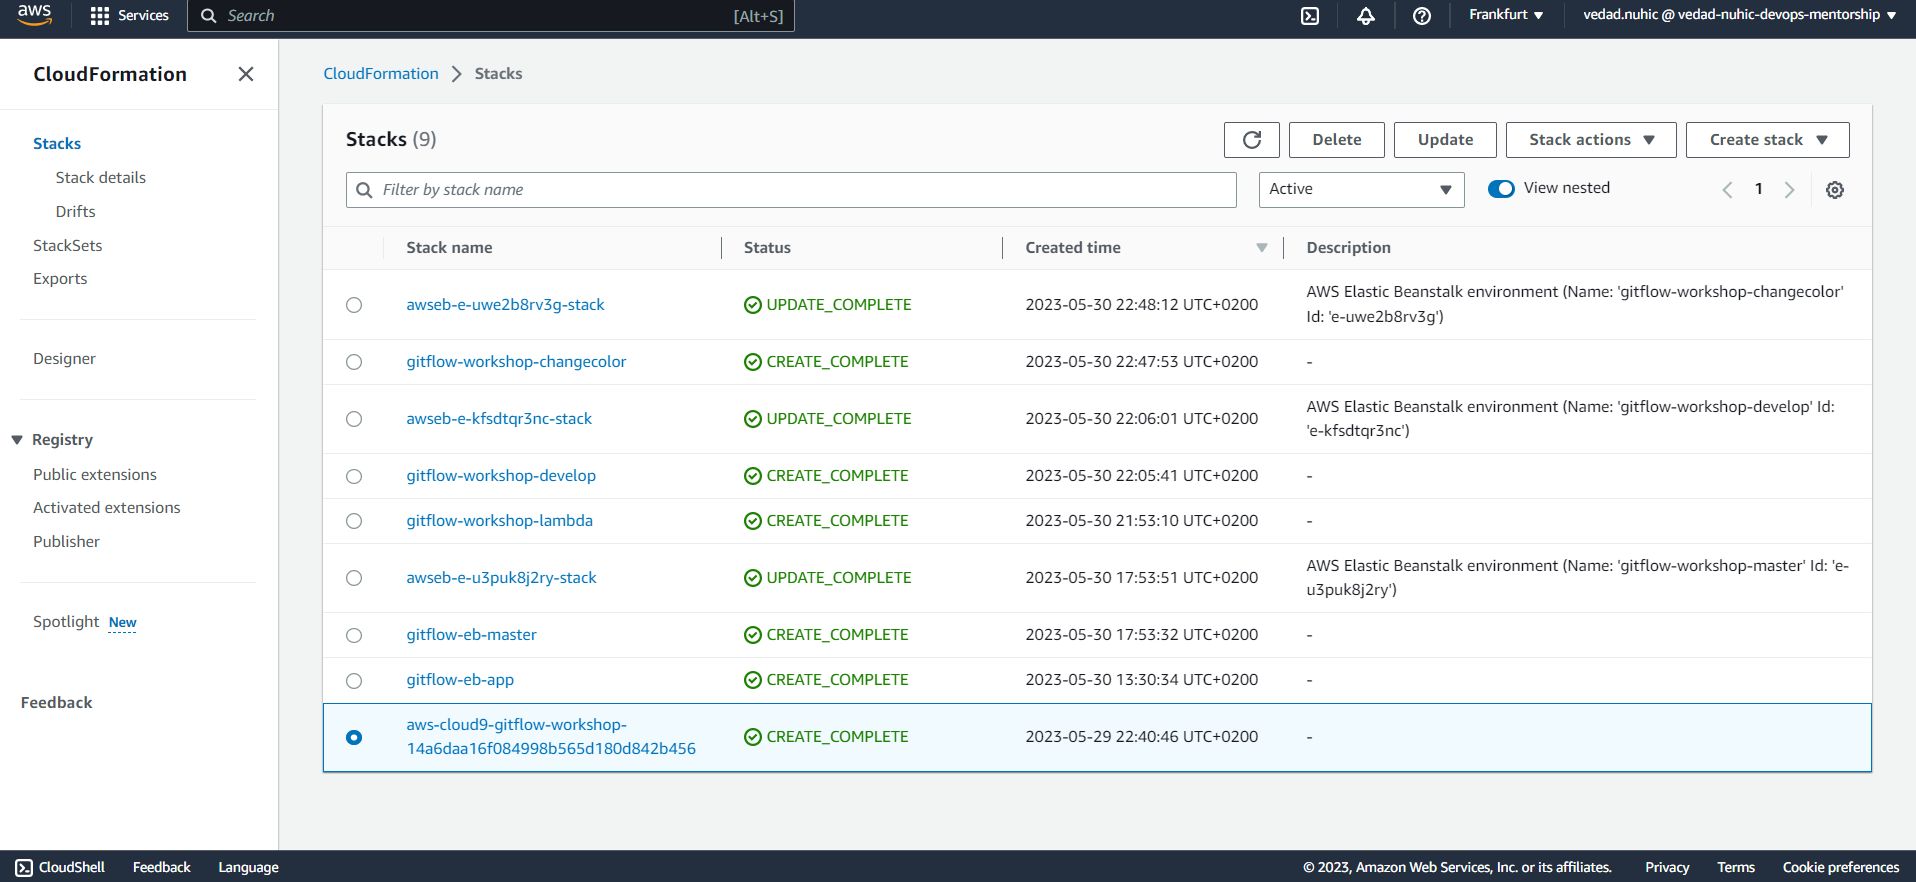 aws
Services
Search
[Alt+S]
Frankfurt
vedad.nuhic @ vedad-nuhic-devops-mentorship
CloudFormation
Stacks
Stack details
Drifts
StackSets
Exports
Designer
Registry
Public extensions
Activated extensions
Publisher
Spotlight New
Feedback
CloudFormation
Stacks
Stacks (9)
Delete
Update
Stack actions
Create stack
Filter by stack name
Active
View nested
1
Stack name
Status
Created time
Description
awseb-e-uwe2b8rv3g-stack
UPDATE_COMPLETE
2023-05-30 22:48:12 UTC+0200
AWS Elastic Beanstalk environment (Name: 'gitflow-workshop-changecolor'
Id: 'e-uwe2b8rv3g')
gitflow-workshop-changecolor
CREATE_COMPLETE
2023-05-30 22:47:53 UTC+0200
-
awseb-e-kfsdtqr3nc-stack
UPDATE_COMPLETE
2023-05-30 22:06:01 UTC+0200
AWS Elastic Beanstalk environment (Name: 'gitflow-workshop-develop' Id:
'e-kfsdtqr3nc')
gitflow-workshop-develop
CREATE_COMPLETE
2023-05-30 22:05:41 UTC+0200
-
gitflow-workshop-lambda
CREATE_COMPLETE
2023-05-30 21:53:10 UTC+0200
-
awseb-e-u3puk8j2ry-stack
UPDATE_COMPLETE
2023-05-30 17:53:51 UTC+0200
AWS Elastic Beanstalk environment (Name: 'gitflow-workshop-master' Id: 'e-
u3puk8j2ry')
gitflow-eb-master
CREATE_COMPLETE
2023-05-30 17:53:32 UTC+0200
-
gitflow-eb-app
CREATE_COMPLETE
2023-05-30 13:30:34 UTC+0200
-
aws-cloud9-gitflow-workshop-
14a6daa16f084998b565d180d842b456
CREATE_COMPLETE
2023-05-29 22:40:46 UTC+0200
-
CloudShell
Feedback
Language
© 2023, Amazon Web Services, Inc. or its affiliates.
Privacy
Terms
Cookie preferences